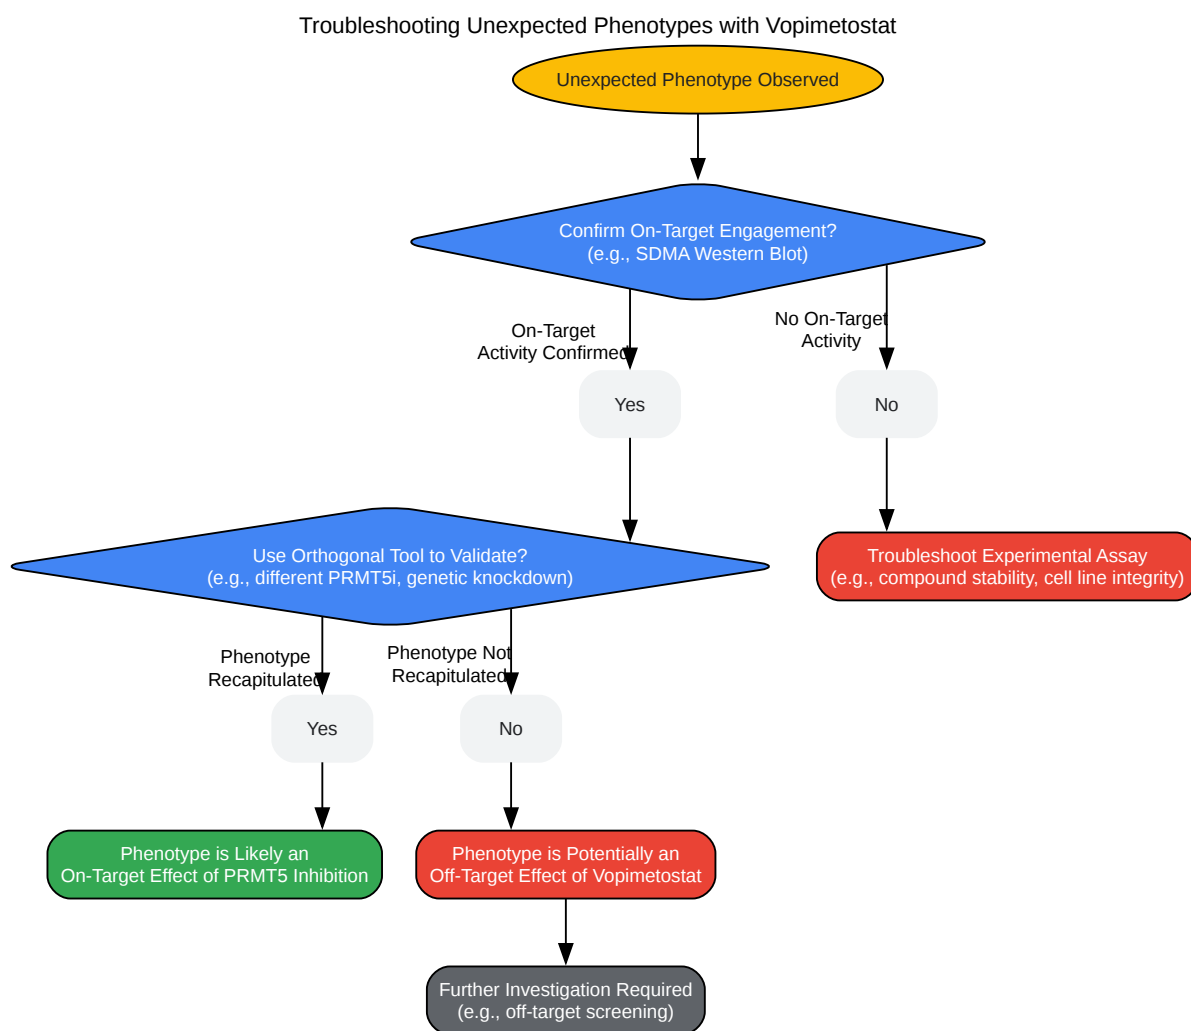 Troubleshooting Unexpected Phenotypes with Vopimetostat
Unexpected Phenotype Observed
Confirm On-Target Engagement?
(e.g., SDMA Western Blot)
On-Target
Activity Confirmed
No On-Target
Activity
Yes
No
Use Orthogonal Tool to Validate?
(e.g., different PRMT5i, genetic knockdown)
Troubleshoot Experimental Assay
(e.g., compound stability, cell line integrity)
Phenotype
Recapitulated
Phenotype Not
Recapitulated
Yes
No
Phenotype is Likely an
On-Target Effect of PRMT5 Inhibition
Phenotype is Potentially an
Off-Target Effect of Vopimetostat
Further Investigation Required
(e.g., off-target screening)